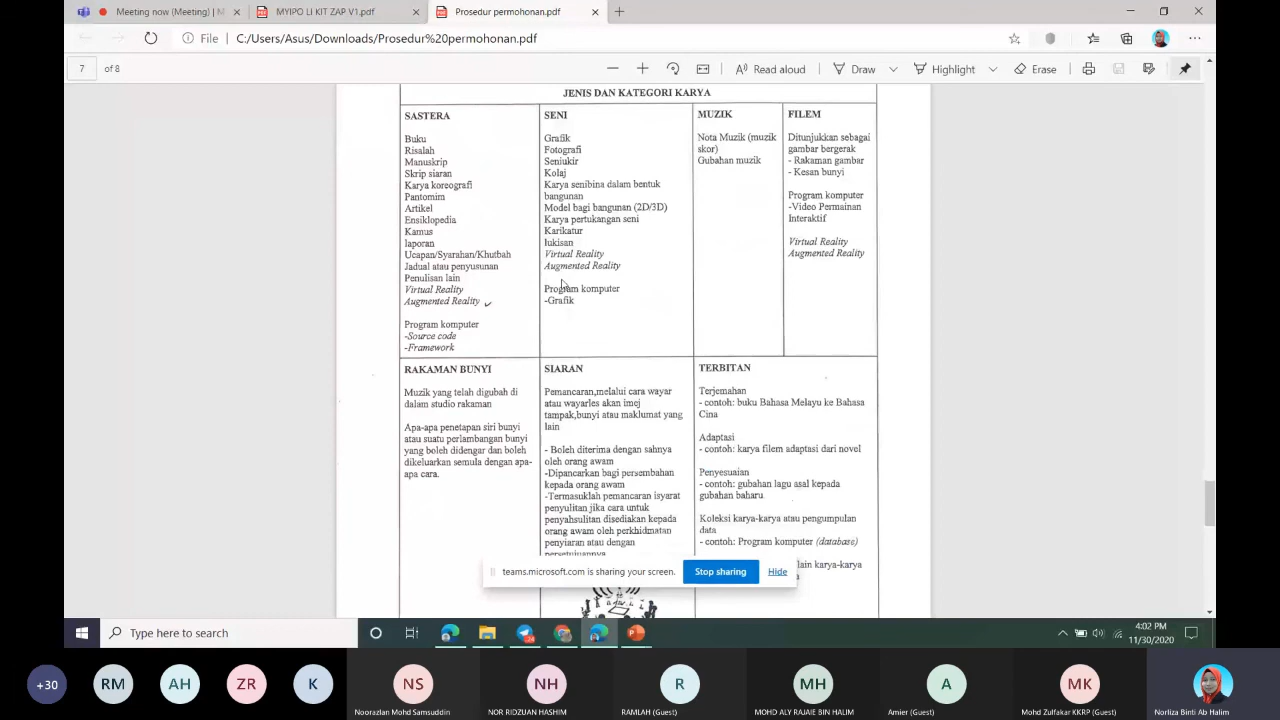 Meeting now (Meeting) | M
MYIPO LI KIT ZAP V1.pdf
Prosedur permohonan.pdf
File
C:/Users/Asus/Downloads/Prosedur%20permohonan.pdf
7 of 8
Read aloud
Draw
Highlight
Erase
JENIS DAN KATEGORI KARYA
SASTERA
Buku
Risalah
Manuskrip
Skrip siaran
Karya koreografi
Pantomim
Artikel
Ensiklopedia
Kamus
laporan
Ucapan/Syarahan/Khutbah
Jadual atau penyusunan
Penulisan lain
Virtual Reality
Augmented Reality
Program komputer
-Source code
-Framework
SENI
Grafik
Fotografi
Seniukir
Kolaj
Karya senibina dalam bentuk
bangunan
Model bagi bangunan (2D/3D)
Karya pertukangan seni
Karikatur
lukisan
Virtual Reality
Augmented Reality
Program komputer
-Grafik
MUZIK
Nota Muzik (muzik
skor)
Gubahan muzik
FILEM
Ditunjukkan sebagai
gambar bergerak
- Rakaman gambar
- Kesan bunyi
Program komputer
-Video Permainan
Interaktif
Virtual Reality
Augmented Reality
RAKAMAN BUNYI
Muzik yang telah digubah di
dalam studio rakaman
Apa-apa penetapan siri bunyi
atau suatu perlambangan bunyi
yang boleh didengar dan boleh
dikeluarkan semula dengan apa-
apa cara.
SIARAN
Pemancaran,melalui cara wayar
atau wayarles akan imej
tampak,bunyi atau maklumat yang
lain
- Boleh diterima dengan sahnya
oleh orang awam
-Dipancarkan bagi persembahan
kepada orang awam
-Termasuklah pemancaran isyarat
penyulitan jika cara untuk
penyahsulitan disediakan kepada
orang awam oleh perkhidmatan
penyiaran atau dengan
persetujuannya
TERBITAN
Terjemahan
- contoh: buku Bahasa Melayu ke Bahasa
Cina
Adaptasi
- contoh: karya filem adaptasi dari novel
Penyesuaian
- contoh: gubahan lagu asal kepada
gubahan baharu
Koleksi karya-karya atau pengumpulan
data
- contoh: Program komputer (database)
lain karya-karya
teams.microsoft.com is sharing your screen.
Stop sharing
Hide
Type here to search
4:02 PM
11/30/2020
+30
RM
AH
ZR
K
NS
Noorazlan Mohd Samsuddin
NH
NOR RIDZUAN HASHIM
R
RAMLAH (Guest)
MH
MOHD ALY RAJAIE BIN HALIM
A
Amier (Guest)
MK
Mohd Zulfakar KKRP (Guest)
Norliza Binti Ab Halim